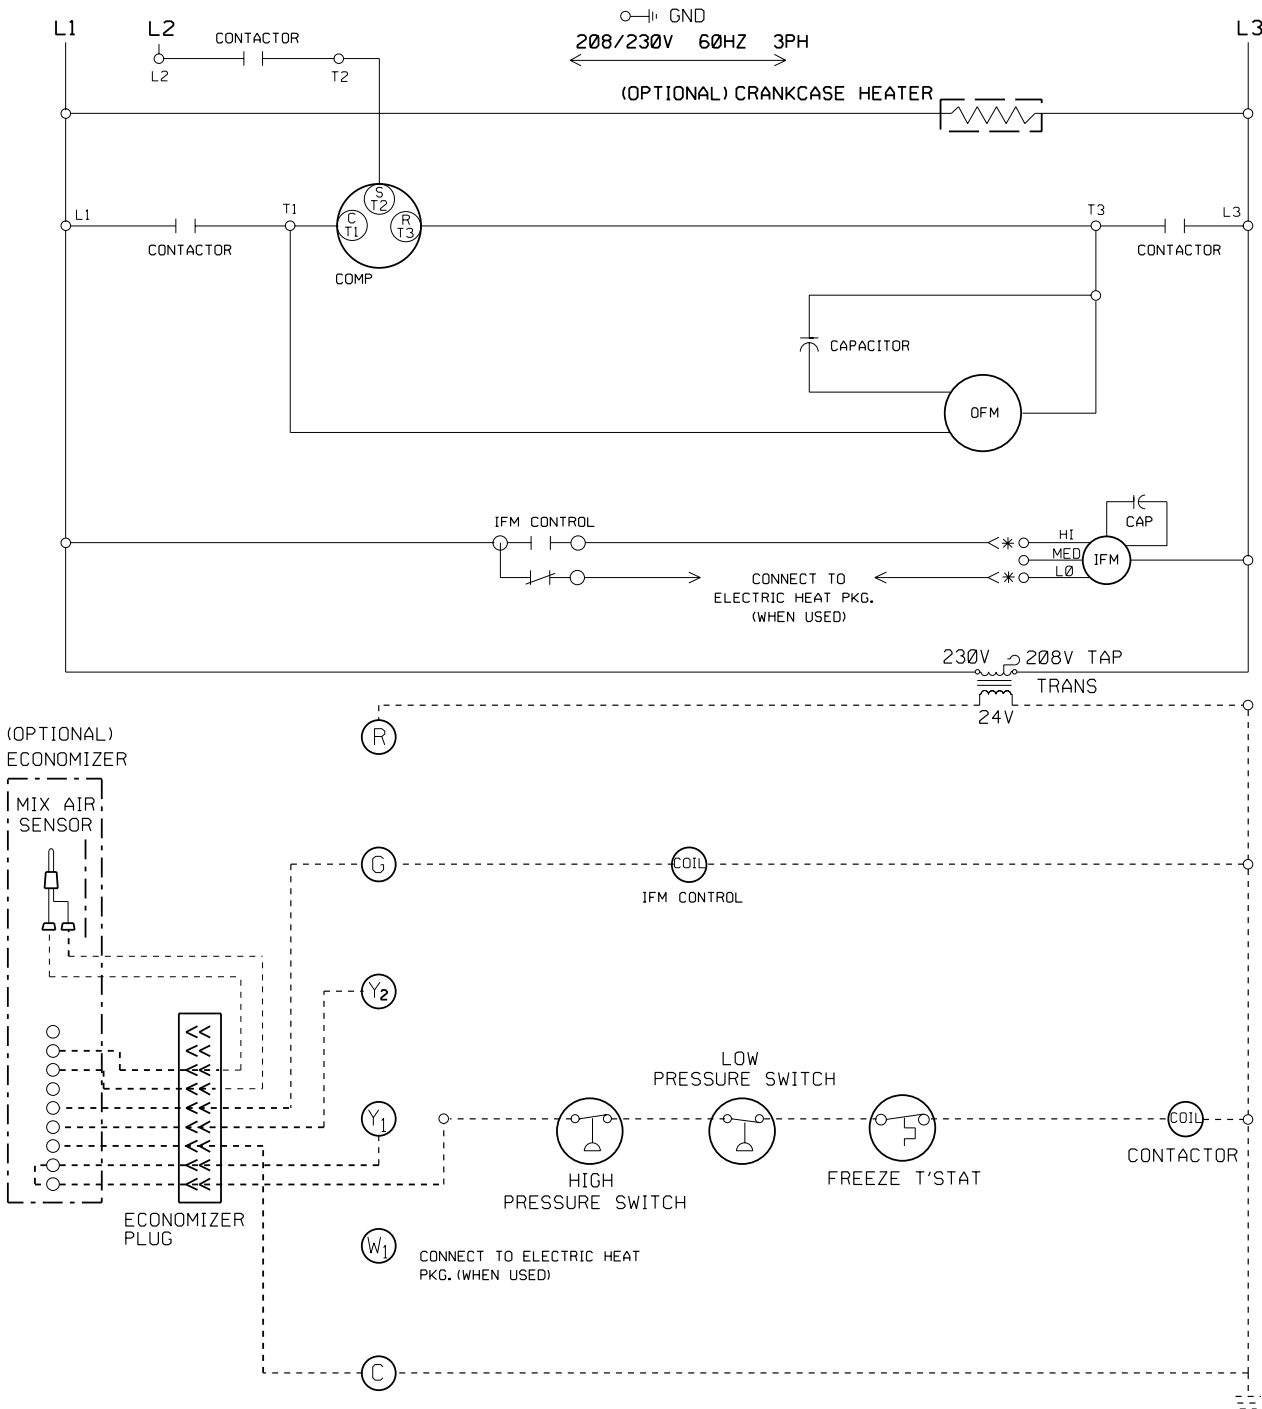 GND
L1
L2
L3
CONTACTOR
208/230V 60HZ 3PH
L2
T2
(OPTIONAL) CRANKCASE HEATER
S
T2
C
T1
R
T3
L1
T1
T3
L3
CONTACTOR
CONTACTOR
COMP
CAPACITOR
OFM
IFM CONTROL
CAP
HI
MED
LØ
IFM
CONNECT TO
ELECTRIC HEAT PKG.
(WHEN USED)
230V
208V TAP
TRANS
24V
R
(OPTIONAL)
ECONOMIZER
MIX AIR
SENSOR
G
COIL
IFM CONTROL
Y2
LOW
PRESSURE SWITCH
Y1
COIL
CONTACTOR
HIGH
PRESSURE SWITCH
FREEZE T'STAT
ECONOMIZER
PLUG
W1
CONNECT TO ELECTRIC HEAT
PKG. (WHEN USED)
C